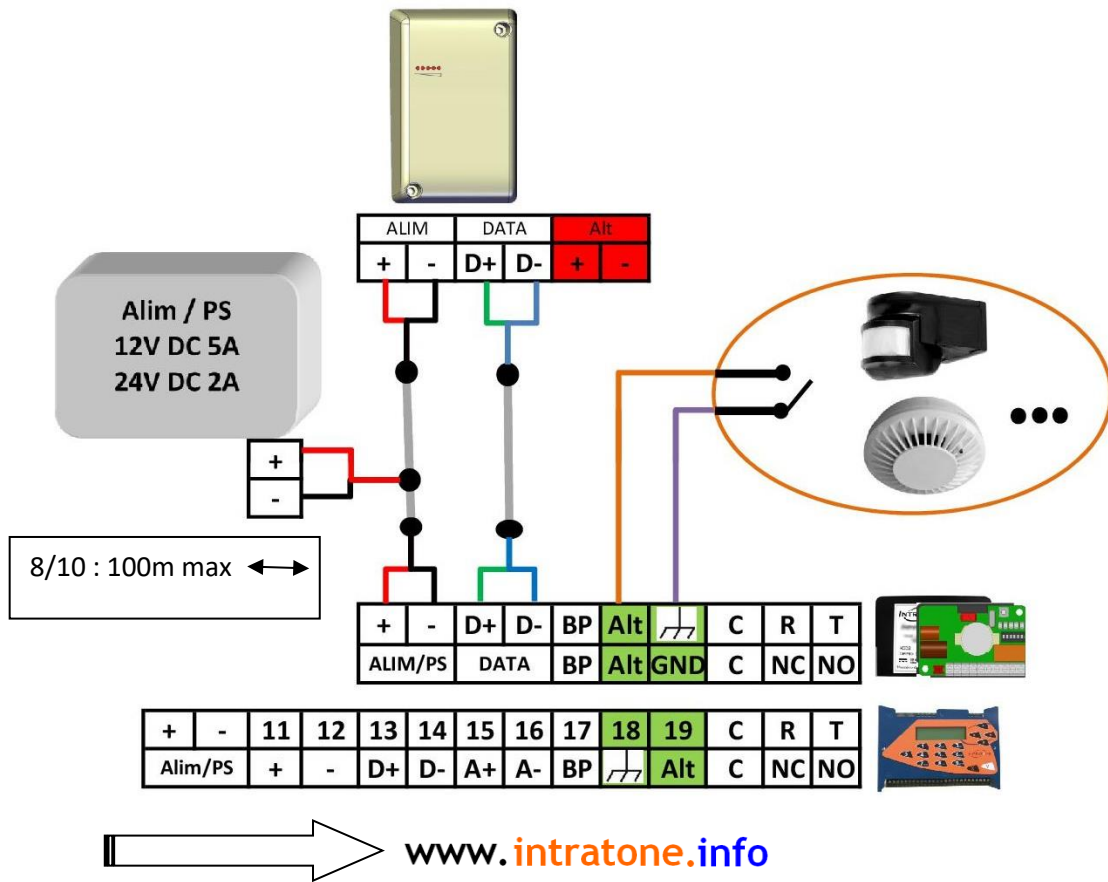 ALIM DATA Alt
+ - D+ D- + -
Alim / PS
12V DC 5A
24V DC 2A
+
-
8/10 : 100m max
+ - D+ D- BP Alt C R T
ALIM/PS DATA BP Alt GND C NC NO
+ - 11 12 13 14 15 16 17 18 19 C R T
Alim/PS + - D+ D- A+ A- BP Alt C NC NO
www.intratone.info